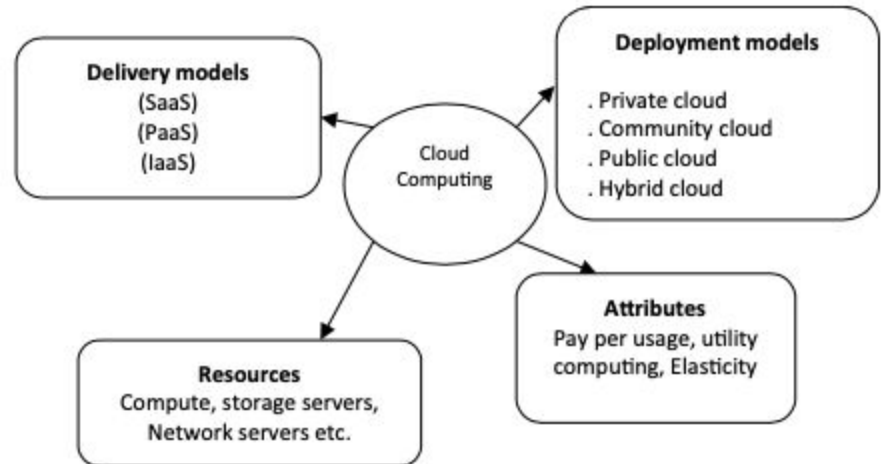 Delivery models
(SaaS)
(PaaS)
(IaaS)
Deployment models
. Private cloud
. Community cloud
. Public cloud
. Hybrid cloud
Cloud
Computing
Attributes
Pay per usage, utility
computing, Elasticity
Resources
Compute, storage servers,
Network servers etc.